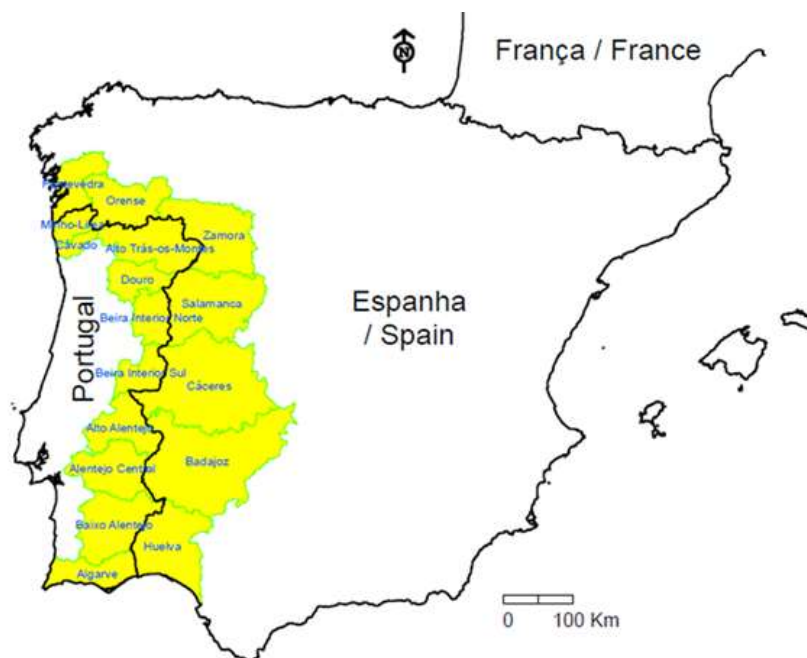 N
França / France
Pontevedra
Orense
Minho-Lima
Cávado
Zamora
Alto Trás-os-Montes
Douro
Salamanca
Beira Interior Norte
Espanha
/ Spain
Portugal
Beira Interior Sul
Cáceres
Alto Alentejo
Alentejo Central
Badajoz
Baixo Alentejo
Huelva
Algarve
0 100 Km